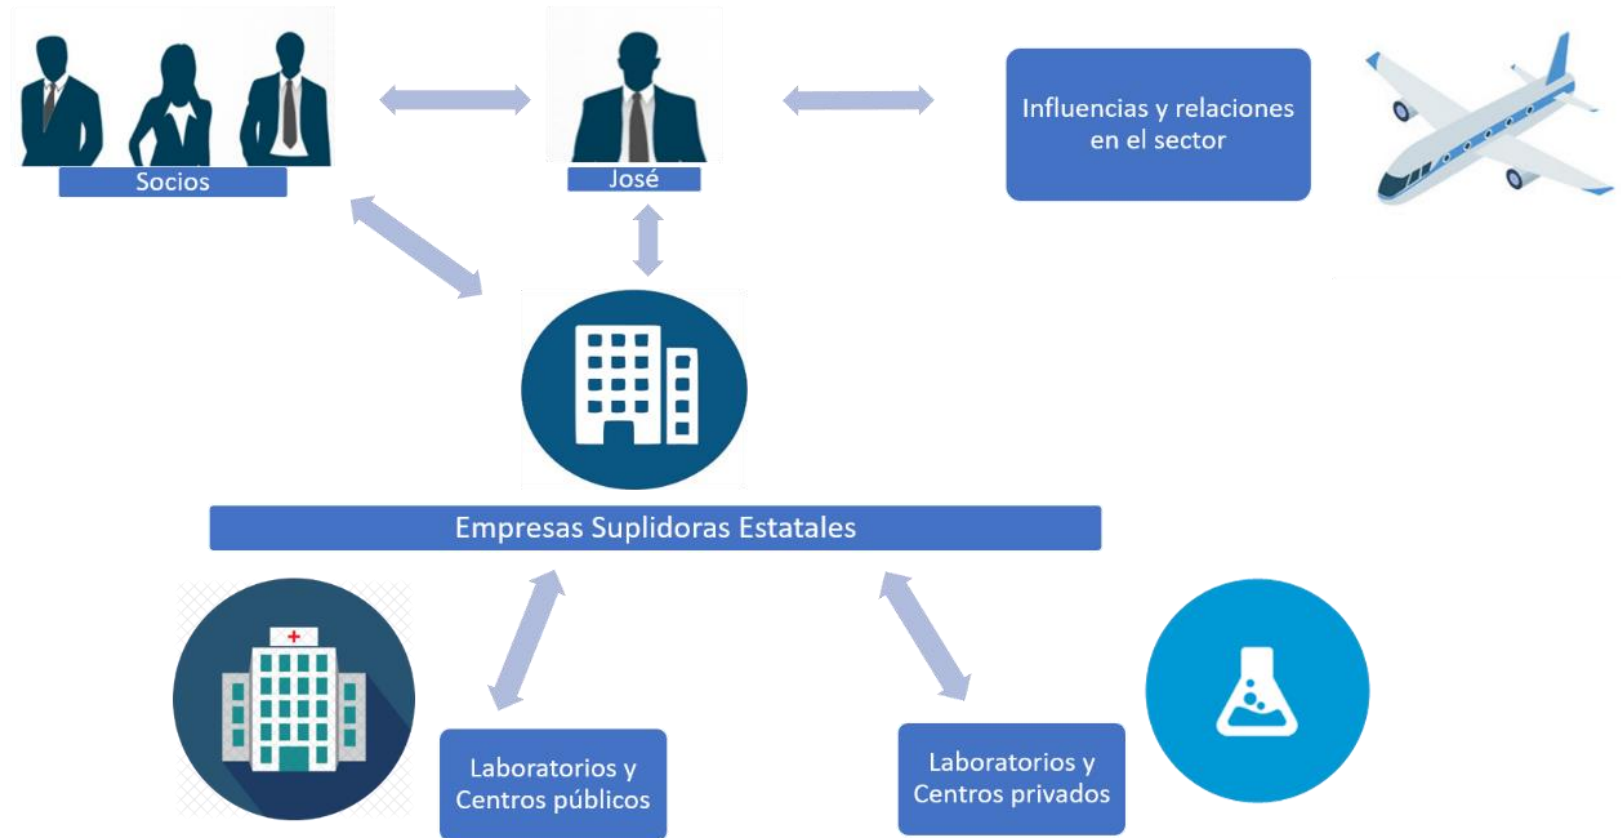 Socios
José
Influencias y relaciones
en el sector
Empresas Suplidoras Estatales
Laboratorios y
Centros públicos
Laboratorios y
Centros privados